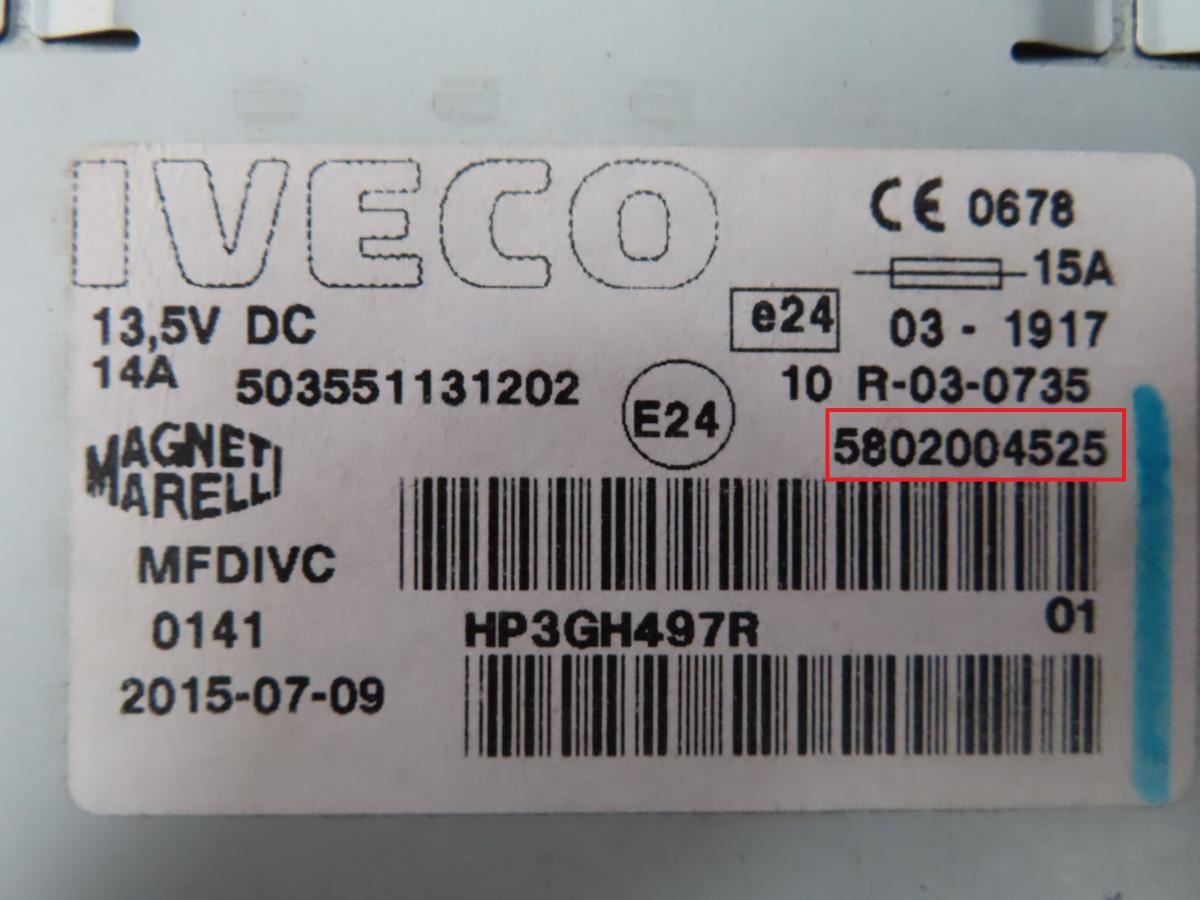 IVECO
CE 0678
15A
13,5V DC
e24 03 - 1917
14A 503551131202
E24 10 R-03-0735
5802004525
MAGNETI
MARELLI
MFDIVC
0141 HP3GH497R 01
2015-07-09